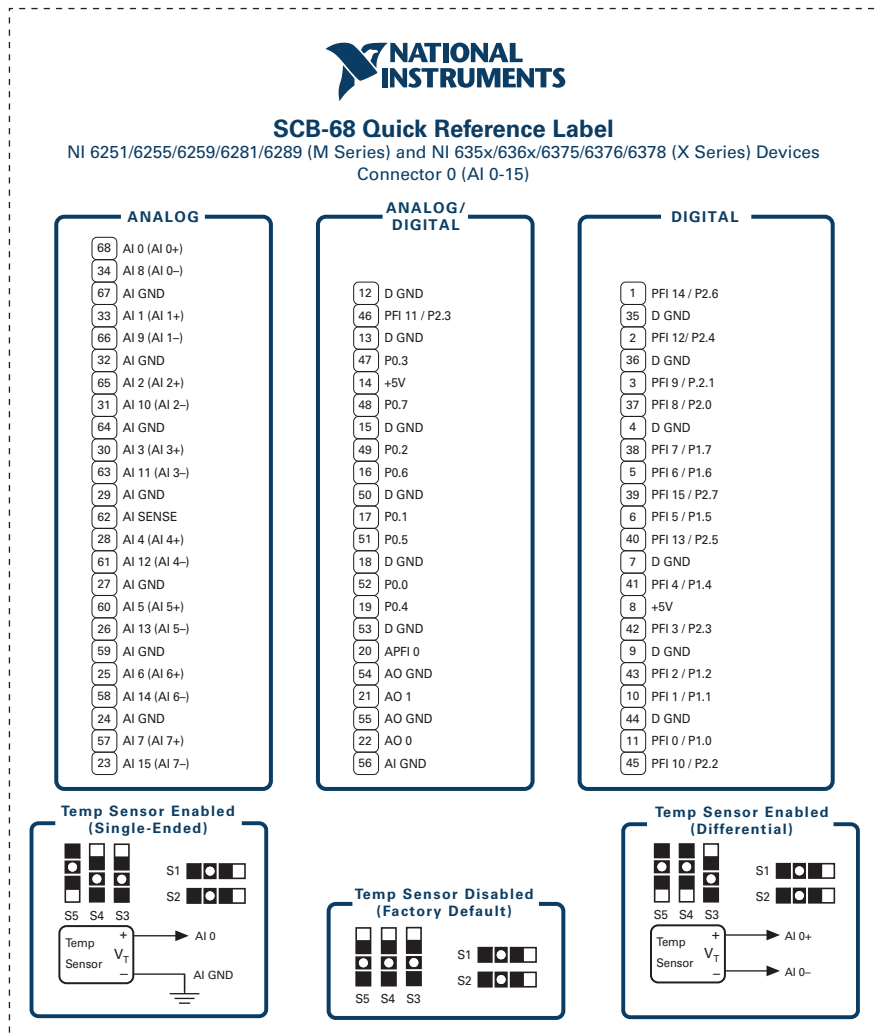 NATIONAL
INSTRUMENTS
SCB-68 Quick Reference Label
NI 6251/6255/6259/6281/6289 (M Series) and NI 635x/636x/6375/6376/6378 (X Series) Devices
Connector 0 (AI 0-15)
ANALOG
68 AI 0 (AI 0+)
34 AI 8 (AI 0–)
67 AI GND
33 AI 1 (AI 1+)
66 AI 9 (AI 1–)
32 AI GND
65 AI 2 (AI 2+)
31 AI 10 (AI 2–)
64 AI GND
30 AI 3 (AI 3+)
63 AI 11 (AI 3–)
29 AI GND
62 AI SENSE
28 AI 4 (AI 4+)
61 AI 12 (AI 4–)
27 AI GND
60 AI 5 (AI 5+)
26 AI 13 (AI 5–)
59 AI GND
25 AI 6 (AI 6+)
58 AI 14 (AI 6–)
24 AI GND
57 AI 7 (AI 7+)
23 AI 15 (AI 7–)
ANALOG/
DIGITAL
12 D GND
46 PFI 11 / P2.3
13 D GND
47 P0.3
14 +5V
48 P0.7
15 D GND
49 P0.2
16 P0.6
50 D GND
17 P0.1
51 P0.5
18 D GND
52 P0.0
19 P0.4
53 D GND
20 APFI 0
54 AO GND
21 AO 1
55 AO GND
22 AO 0
56 AI GND
DIGITAL
1 PFI 14 / P2.6
35 D GND
2 PFI 12/ P2.4
36 D GND
3 PFI 9 / P.2.1
37 PFI 8 / P2.0
4 D GND
38 PFI 7 / P1.7
5 PFI 6 / P1.6
39 PFI 15 / P2.7
6 PFI 5 / P1.5
40 PFI 13 / P2.5
7 D GND
41 PFI 4 / P1.4
8 +5V
42 PFI 3 / P2.3
9 D GND
43 PFI 2 / P1.2
10 PFI 1 / P1.1
44 D GND
11 PFI 0 / P1.0
45 PFI 10 / P2.2
Temp Sensor Enabled
(Single-Ended)
S1
S2
S5 S4 S3
Temp
Sensor
+
VT
–
AI 0
AI GND
Temp Sensor Disabled
(Factory Default)
S1
S2
S5 S4 S3
Temp Sensor Enabled
(Differential)
S1
S2
S5 S4 S3
Temp
Sensor
+
VT
–
AI 0+
AI 0–